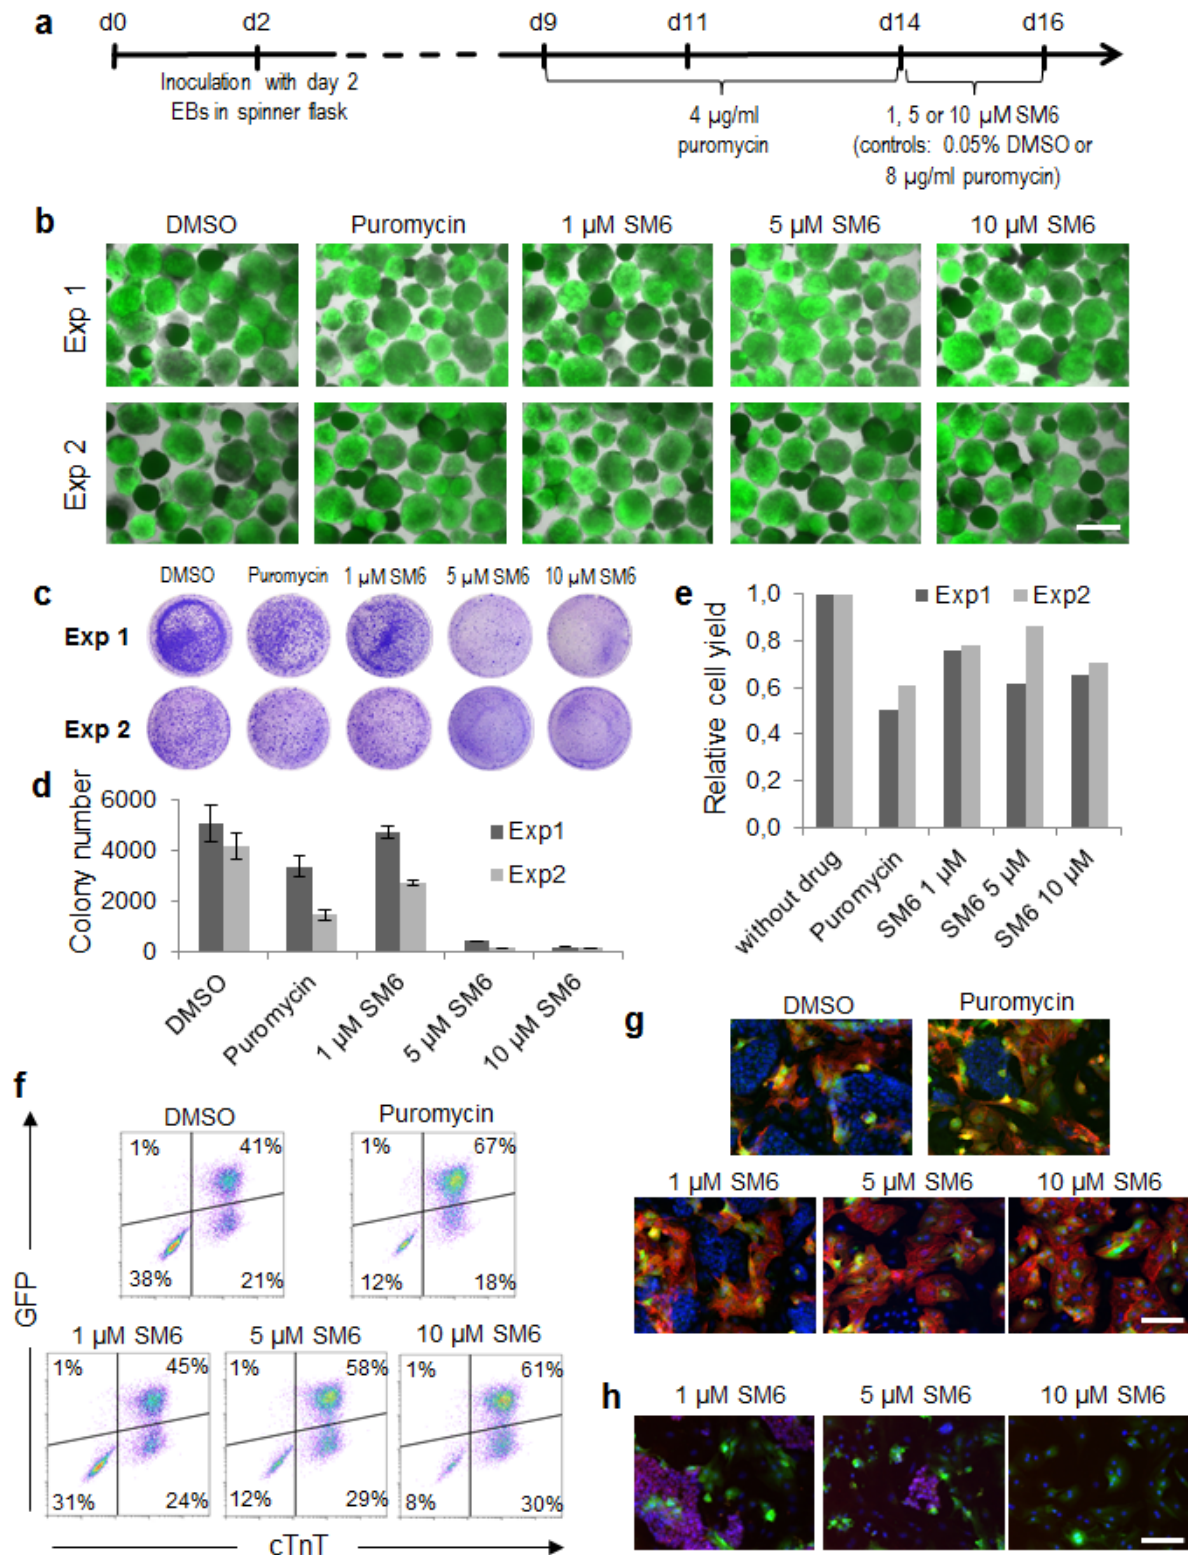 a
d0 d2 d9 d11 d14 d16
Inoculation with day 2
EBs in spinner flask
4 µg/ml
puromycin
1, 5 or 10 µM SM6
(controls: 0.05% DMSO or
8 µg/ml puromycin)
b
DMSO Puromycin 1 µM SM6 5 µM SM6 10 µM SM6
Exp 1
Exp 2
c
DMSO Puromycin 1 µM SM6 5 µM SM6 10 µM SM6
Exp 1
Exp 2
d
Colony number
6000
4000
2000
0
Exp1
Exp2
DMSO
Puromycin
1 µM SM6
5 µM SM6
10 µM SM6
e
Relative cell yield
1,0
0,8
0,6
0,4
0,2
0,0
Exp1 Exp2
without drug
Puromycin
SM6 1 µM
SM6 5 µM
SM6 10 µM
f
GFP
DMSO Puromycin
1% 41% 1% 67%
38% 21% 12% 18%
1 µM SM6 5 µM SM6 10 µM SM6
1% 45% 1% 58% 1% 61%
31% 24% 12% 29% 8% 30%
cTnT
g
DMSO Puromycin
1 µM SM6 5 µM SM6 10 µM SM6
h
1 µM SM6 5 µM SM6 10 µM SM6